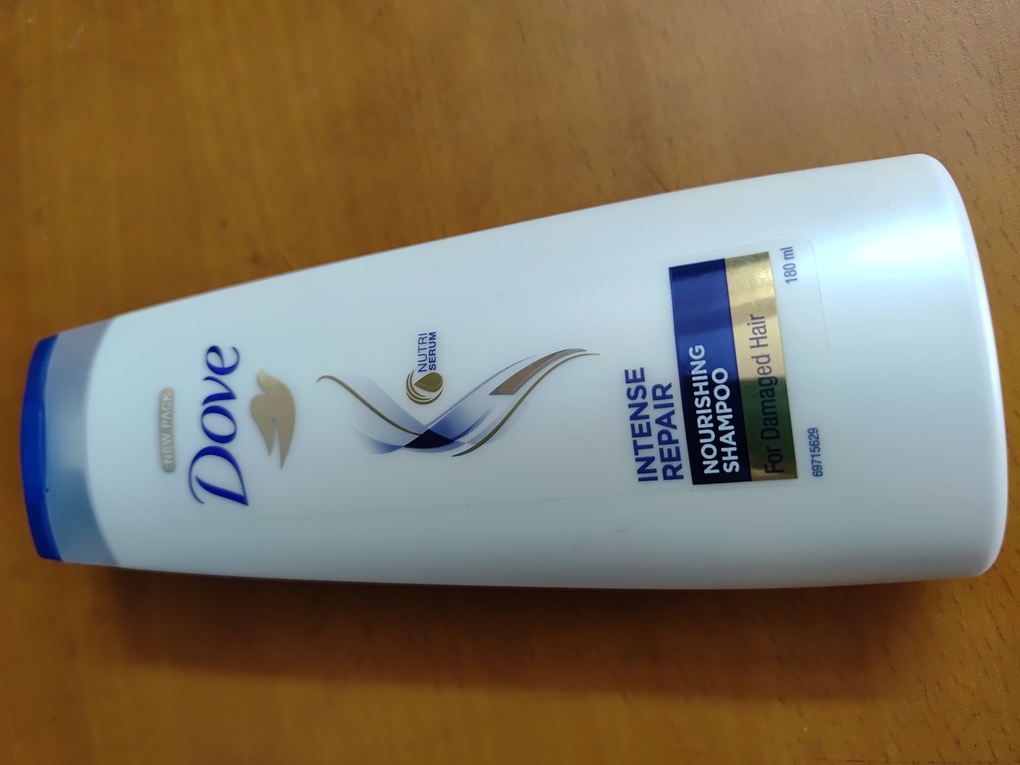 NEW PACK
Dove
NUTRI
SERUM
INTENSE
REPAIR
NOURISHING
SHAMPOO
For Damaged Hair
69715629
180 ml